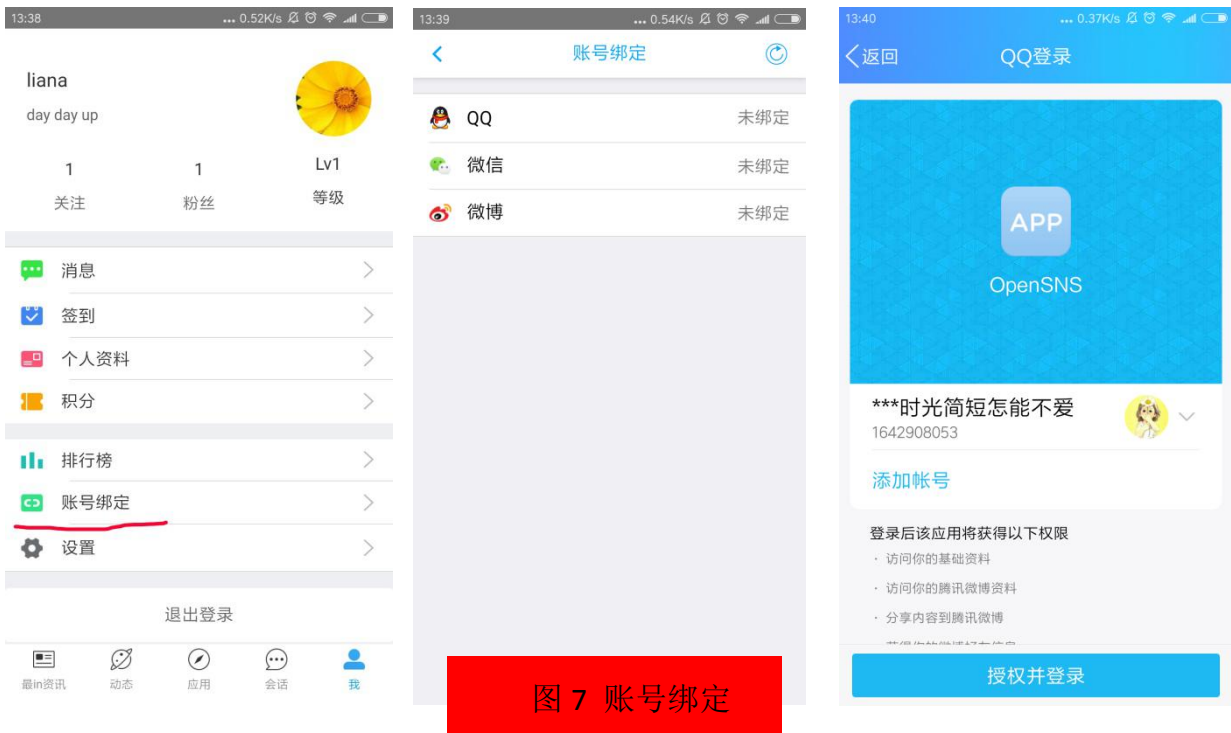 13:38
... 0.52K/s
liana
day day up
1
关注
1
粉丝
Lv1
等级
消息
签到
个人资料
积分
排行榜
账号绑定
设置
退出登录
最in资讯
动态
应用
会话
我
13:39
... 0.54K/s
账号绑定
QQ
未绑定
微信
未绑定
微博
未绑定
图 7 账号绑定
13:40
... 0.37K/s
返回
QQ登录
APP
OpenSNS
***时光简短怎能不爱
1642908053
添加帐号
登录后该应用将获得以下权限
· 访问你的基础资料
· 访问你的腾讯微博资料
· 分享内容到腾讯微博
授权并登录